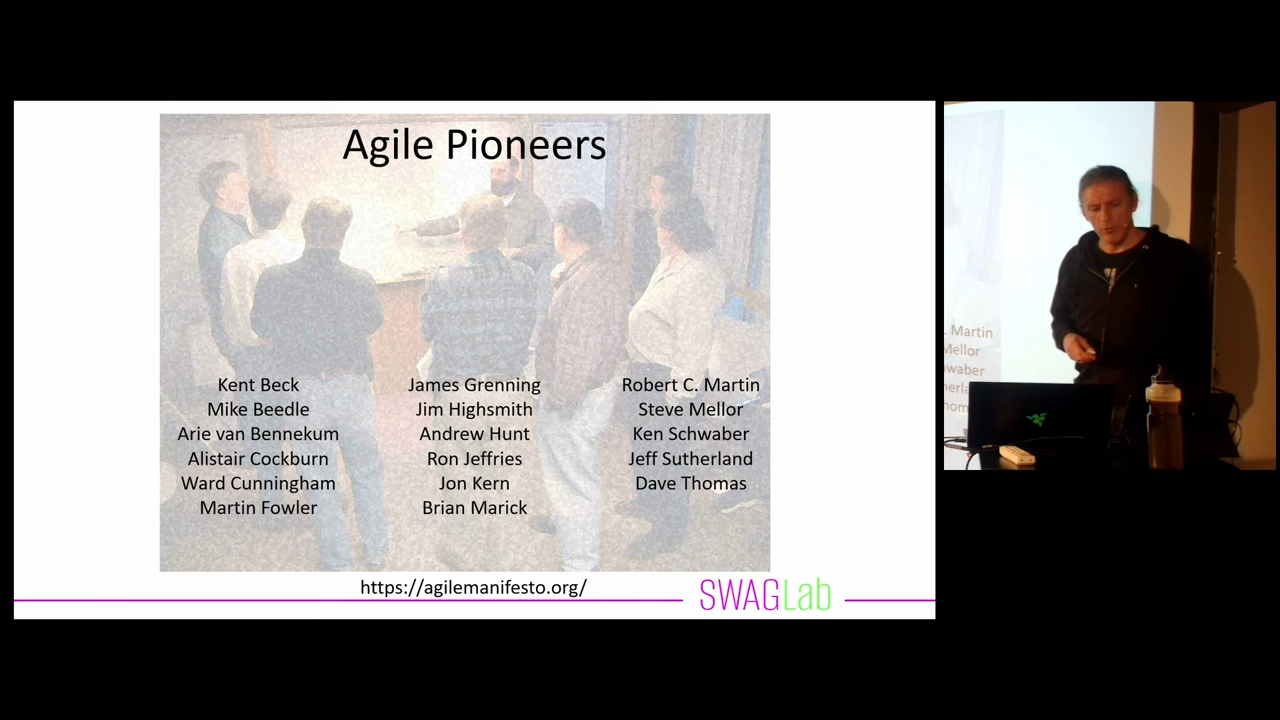 Agile Pioneers
Kent Beck
Mike Beedle
Arie van Bennekum
Alistair Cockburn
Ward Cunningham
Martin Fowler
James Grenning
Jim Highsmith
Andrew Hunt
Ron Jeffries
Jon Kern
Brian Marick
Robert C. Martin
Steve Mellor
Ken Schwaber
Jeff Sutherland
Dave Thomas
https://agilemanifesto.org/
SWAGLab
Martin
Mellor